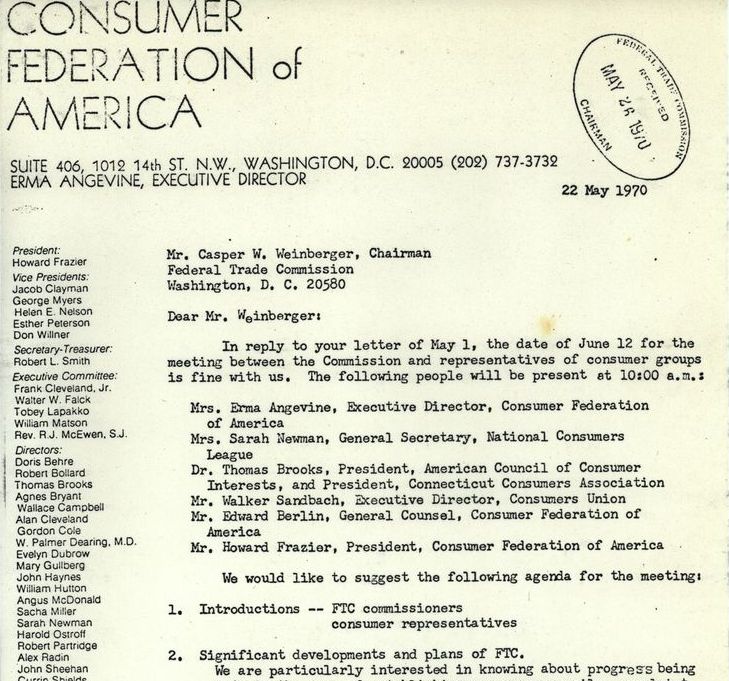 CONSUMER
FEDERATION of
AMERICA
SUITE 406, 1012 14th ST. N.W., WASHINGTON, D.C. 20005 (202) 737-3732
ERMA ANGEVINE, EXECUTIVE DIRECTOR
FEDERAL TRADE COMMISSION
RECEIVED
MAY 26 1970
CHAIRMAN
22 May 1970
President:
Howard Frazier
Vice Presidents:
Jacob Clayman
George Myers
Helen E. Nelson
Esther Peterson
Don Willner
Secretary-Treasurer:
Robert L. Smith
Executive Committee:
Frank Cleveland, Jr.
Walter W. Falck
Tobey Lapakko
William Matson
Rev. R.J. McEwen, S.J.
Directors:
Doris Behre
Robert Bollard
Thomas Brooks
Agnes Bryant
Wallace Campbell
Alan Cleveland
Gordon Cole
W. Palmer Dearing, M.D.
Evelyn Dubrow
Mary Gullberg
John Haynes
William Hutton
Angus McDonald
Sacha Miller
Sarah Newman
Harold Ostroff
Robert Partridge
Alex Radin
John Sheehan
Currin Shields
Mr. Casper W. Weinberger, Chairman
Federal Trade Commission
Washington, D. C. 20580
Dear Mr. Weinberger:
In reply to your letter of May 1, the date of June 12 for the
meeting between the Commission and representatives of consumer groups
is fine with us. The following people will be present at 10:00 a.m.:
Mrs. Erma Angevine, Executive Director, Consumer Federation
of America
Mrs. Sarah Newman, General Secretary, National Consumers
League
Dr. Thomas Brooks, President, American Council of Consumer
Interests, and President, Connecticut Consumers Association
Mr. Walker Sandbach, Executive Director, Consumers Union
Mr. Edward Berlin, General Counsel, Consumer Federation of
America
Mr. Howard Frazier, President, Consumer Federation of America
We would like to suggest the following agenda for the meeting:
1. Introductions -- FTC commissioners
consumer representatives
2. Significant developments and plans of FTC.
We are particularly interested in knowing about progress being